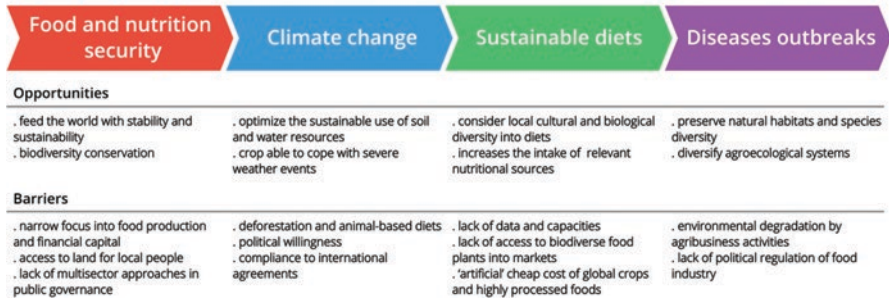 Food and nutrition
security
Climate change
Sustainable diets
Diseases outbreaks
Opportunities
. feed the world with stability and
sustainability
. biodiversity conservation
. optimize the sustainable use of soil
and water resources
. crop able to cope with severe
weather events
. consider local cultural and biological
diversity into diets
. increases the intake of relevant
nutritional sources
. preserve natural habitats and species
diversity
. diversify agroecological systems
Barriers
. narrow focus into food production
and financial capital
. access to land for local people
. lack of multisector approaches in
public governance
. deforestation and animal-based diets
. political willingness
. compliance to international
agreements
. lack of data and capacities
. lack of access to biodiverse food
plants into markets
. 'artificial' cheap cost of global crops
and highly processed foods
. environmental degradation by
agribusiness activities
. lack of political regulation of food
industry